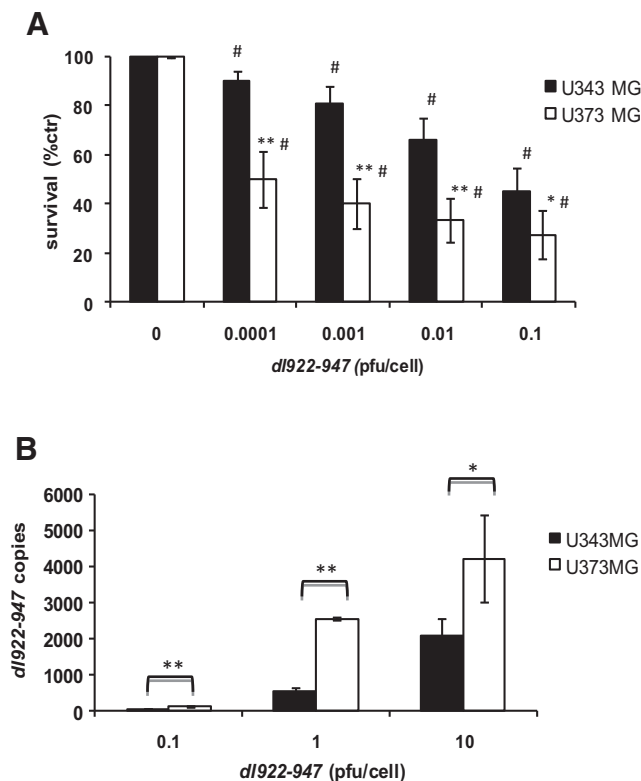 A
100
80
60
40
20
0
survival (%ctr)
#
#
#
#
** #
** #
** #
* #
U343 MG
U373 MG
0 0.0001 0.001 0.01 0.1
dl922-947 (pfu/cell)
B
6000
5000
4000
3000
2000
1000
0
dl922-947 copies
**
**
*
U343MG
U373MG
0.1 1 10
dl922-947 (pfu/cell)